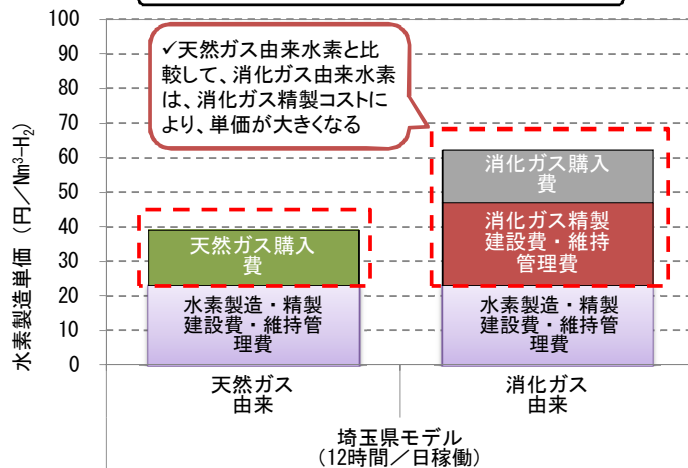 ✓天然ガス由来水素と比
較して、消化ガス由来水素
は、消化ガス精製コストに
より、単価が大きくなる
水素製造単価（円／Nm³-H₂）
100
90
80
70
60
50
40
30
20
10
0
天然ガス購入
費
水素製造・精製
建設費・維持管
理費
消化ガス購入
費
消化ガス精製
建設費・維持
管理費
水素製造・精製
建設費・維持管
理費
天然ガス
由来
消化ガス
由来
埼玉県モデル
（12時間／日稼働）